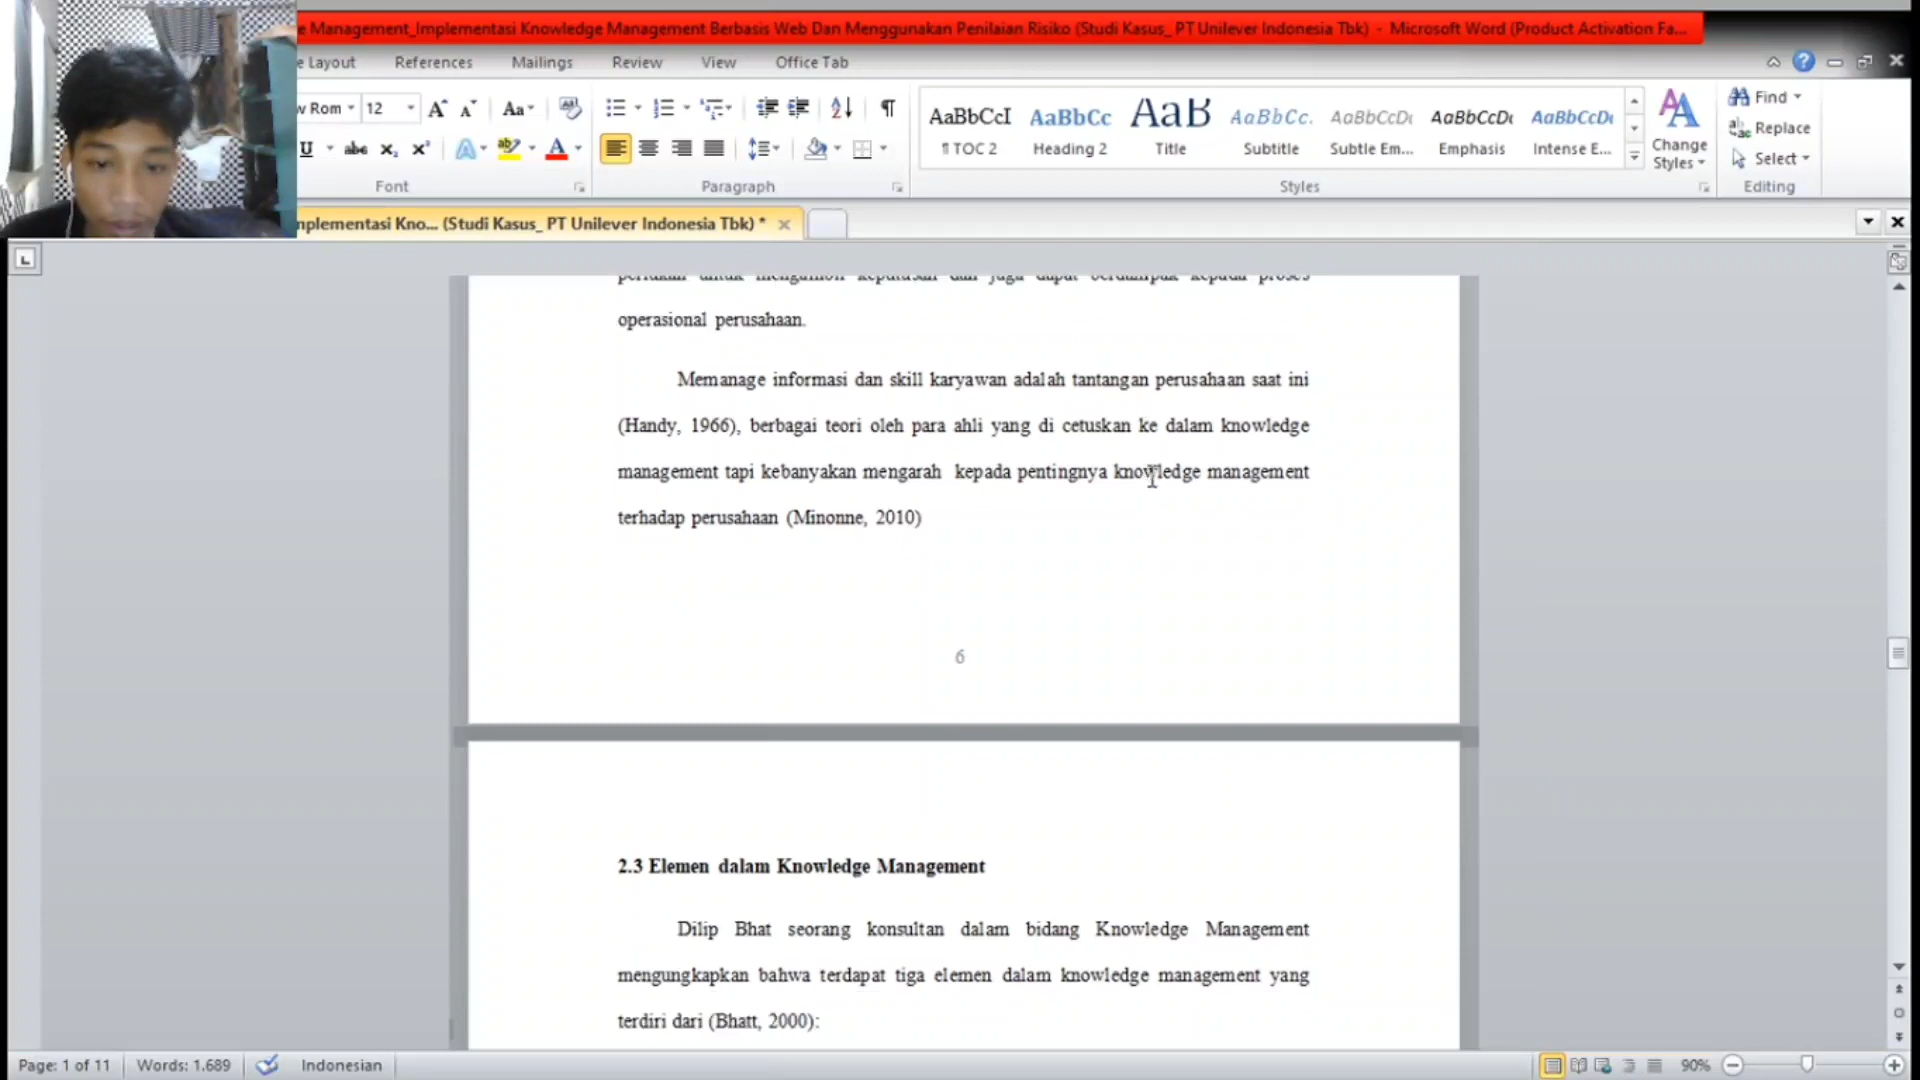 e Management_Implementasi Knowledge Management Berbasis Web Dan Menggunakan Penilaian Risiko (Studi Kasus_ PT Unilever Indonesia Tbk) - Microsoft Word (Product Activation Fa...
e Layout References Mailings Review View Office Tab
w Rom 12 Aa
AaBbCcI AaBbCc AaB AaBbCc. AaBbCcDı AaBbCcDı AaBbCcDı
¶ TOC 2 Heading 2 Title Subtitle Subtle Em... Emphasis Intense E...
Change Styles
Find
Replace
Select
Font Paragraph Styles Editing
mplementasi Kno... (Studi Kasus_ PT Unilever Indonesia Tbk) *
operasional perusahaan.
Memanage informasi dan skill karyawan adalah tantangan perusahaan saat ini
(Handy, 1966), berbagai teori oleh para ahli yang di cetuskan ke dalam knowledge
management tapi kebanyakan mengarah kepada pentingnya knowledge management
terhadap perusahaan (Minonne, 2010)
6
2.3 Elemen dalam Knowledge Management
Dilip Bhat seorang konsultan dalam bidang Knowledge Management
mengungkapkan bahwa terdapat tiga elemen dalam knowledge management yang
terdiri dari (Bhatt, 2000):
Page: 1 of 11 Words: 1.689 Indonesian 90%